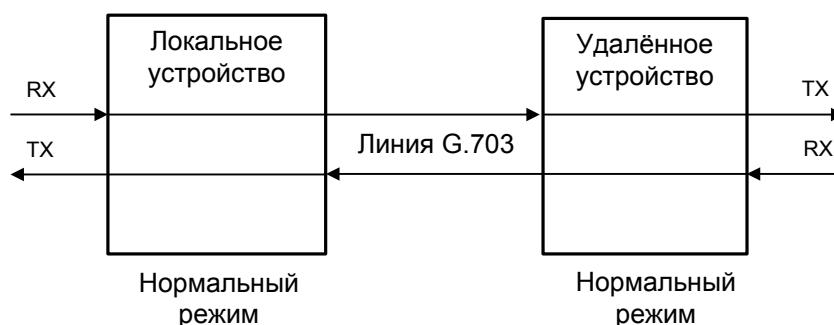 Локальное
устройство
Удалённое
устройство
RX
TX
TX
Линия G.703
RX
Нормальный
режим
Нормальный
режим